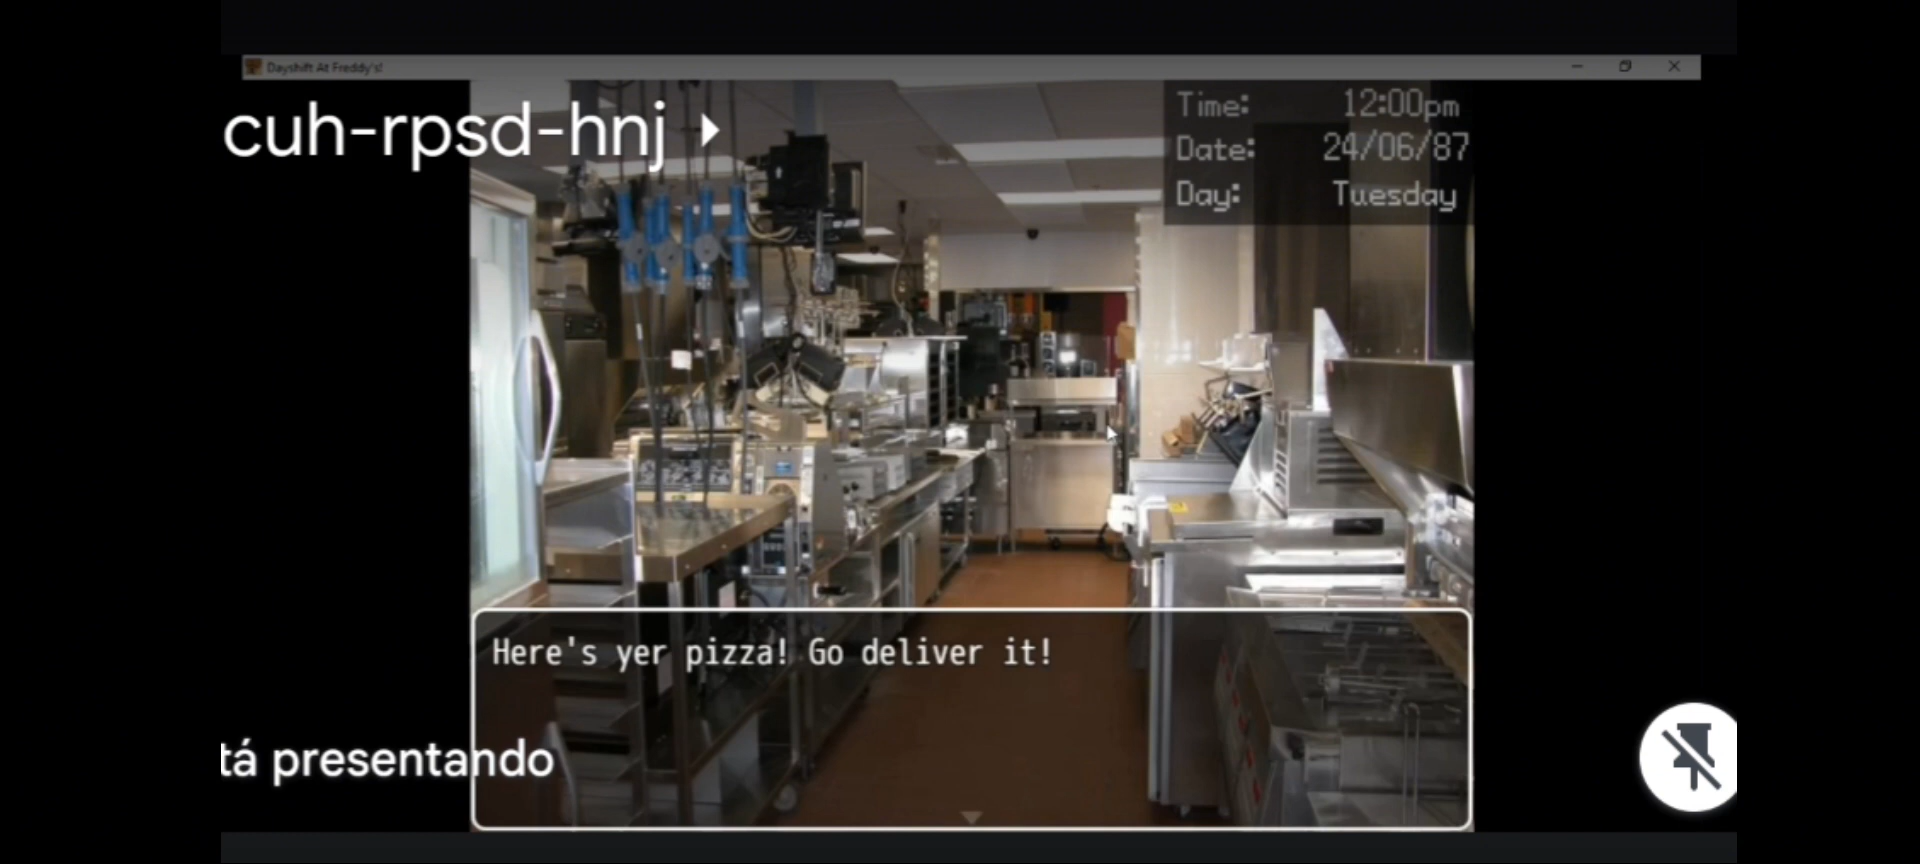 Dayshift At Freddy's!
cuh-rpsd-hnj
Time: 12:00pm
Date: 24/06/87
Day: Tuesday
Here's yer pizza! Go deliver it!
tá presentando